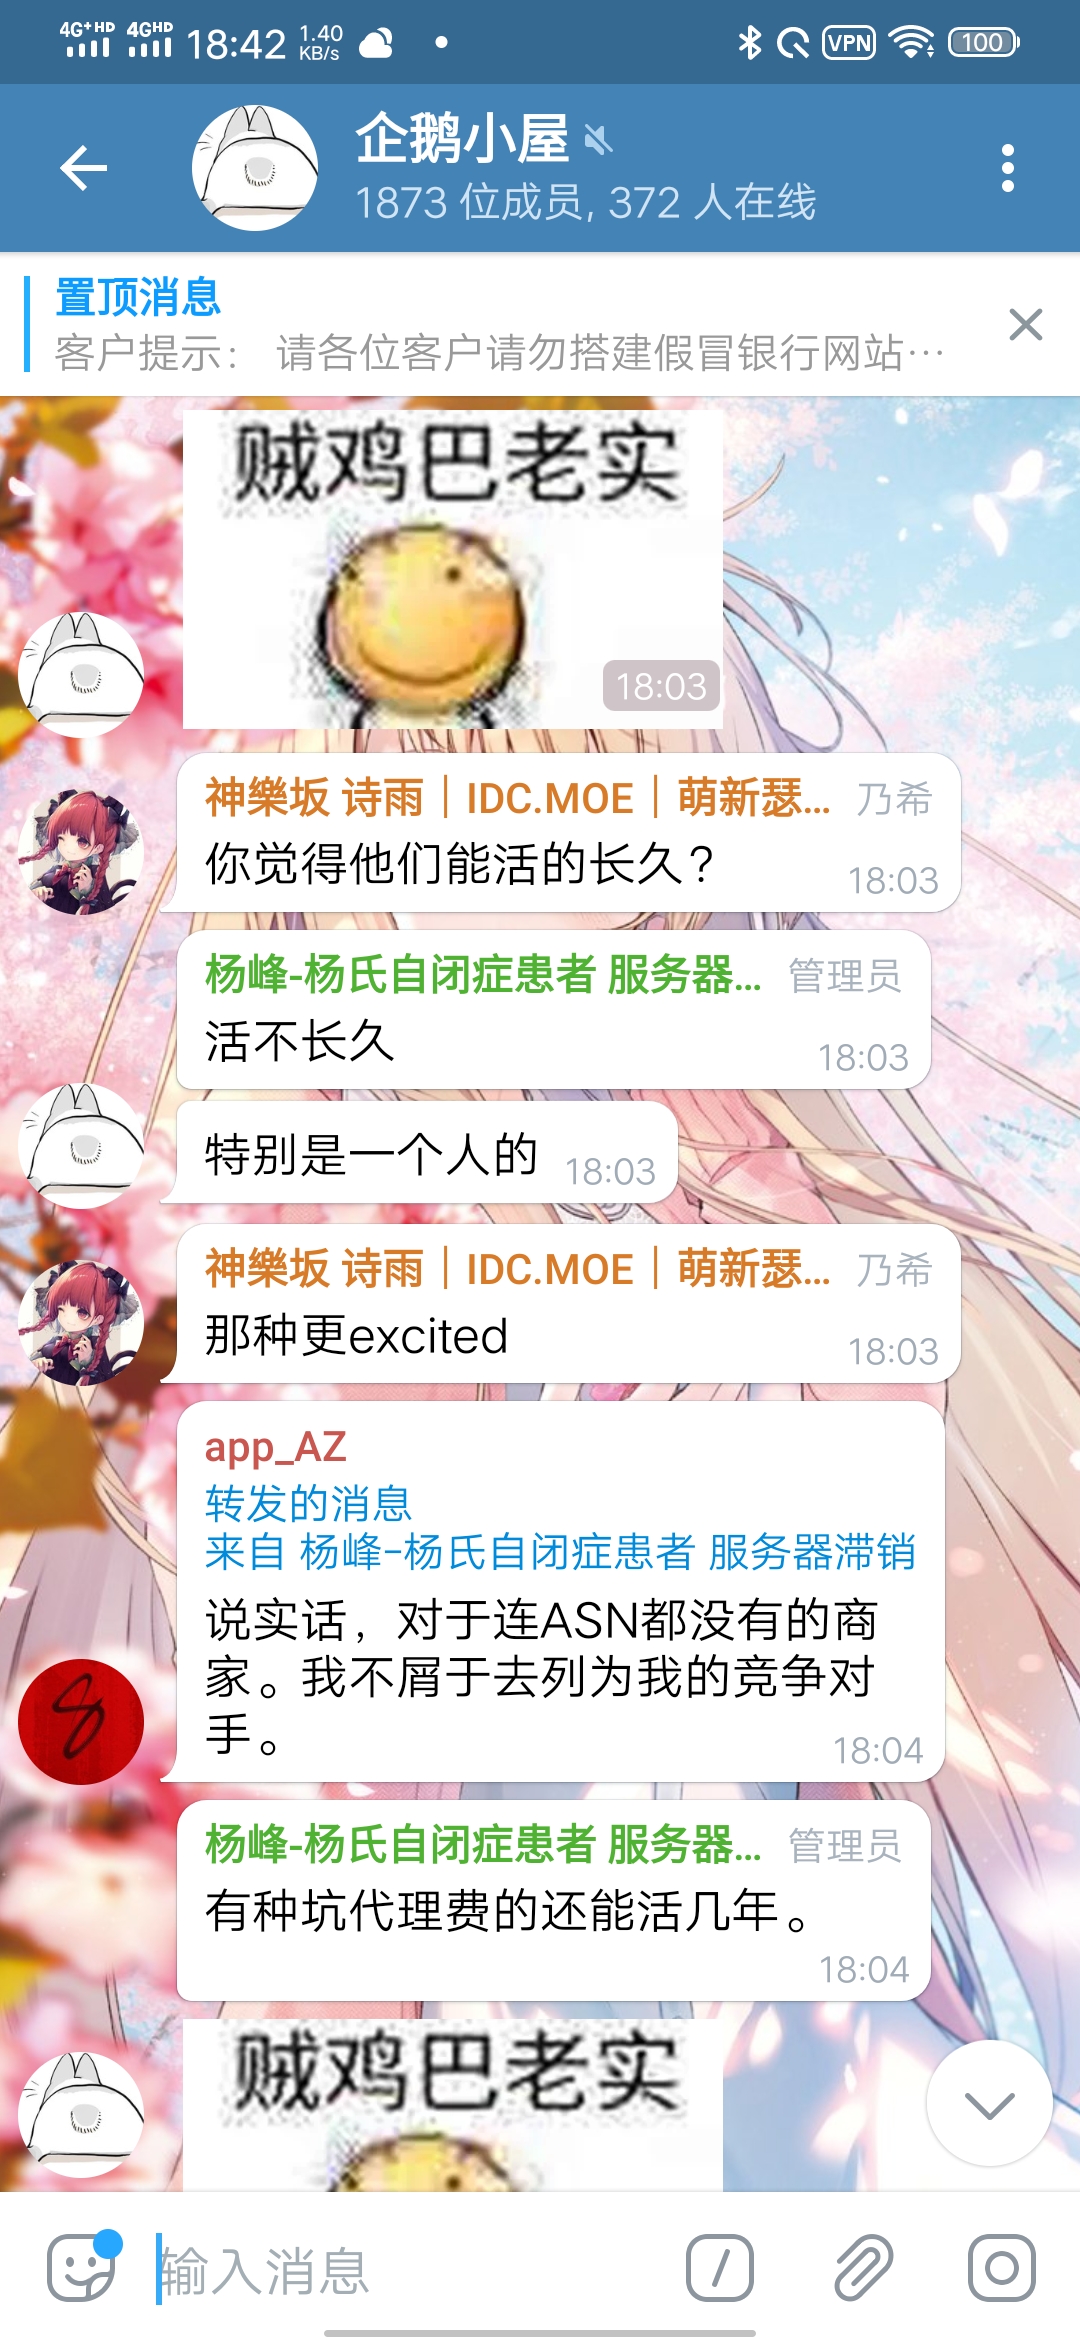 4G+HD 4GHD 18:42 1.40 KB/s VPN 100
企鹅小屋
1873 位成员, 372 人在线
置顶消息
客户提示： 请各位客户请勿搭建假冒银行网站…
贼鸡巴老实
18:03
神樂坂 诗雨｜IDC.MOE｜萌新瑟... 乃希
你觉得他们能活的长久？
18:03
杨峰-杨氏自闭症患者 服务器... 管理员
活不长久
18:03
特别是一个人的 18:03
神樂坂 诗雨｜IDC.MOE｜萌新瑟... 乃希
那种更excited
18:03
app_AZ
转发的消息
来自 杨峰-杨氏自闭症患者 服务器滞销
说实话，对于连ASN都没有的商
家。我不屑于去列为我的竞争对
手。
18:04
8
杨峰-杨氏自闭症患者 服务器... 管理员
有种坑代理费的还能活几年。
18:04
贼鸡巴老实
输入消息